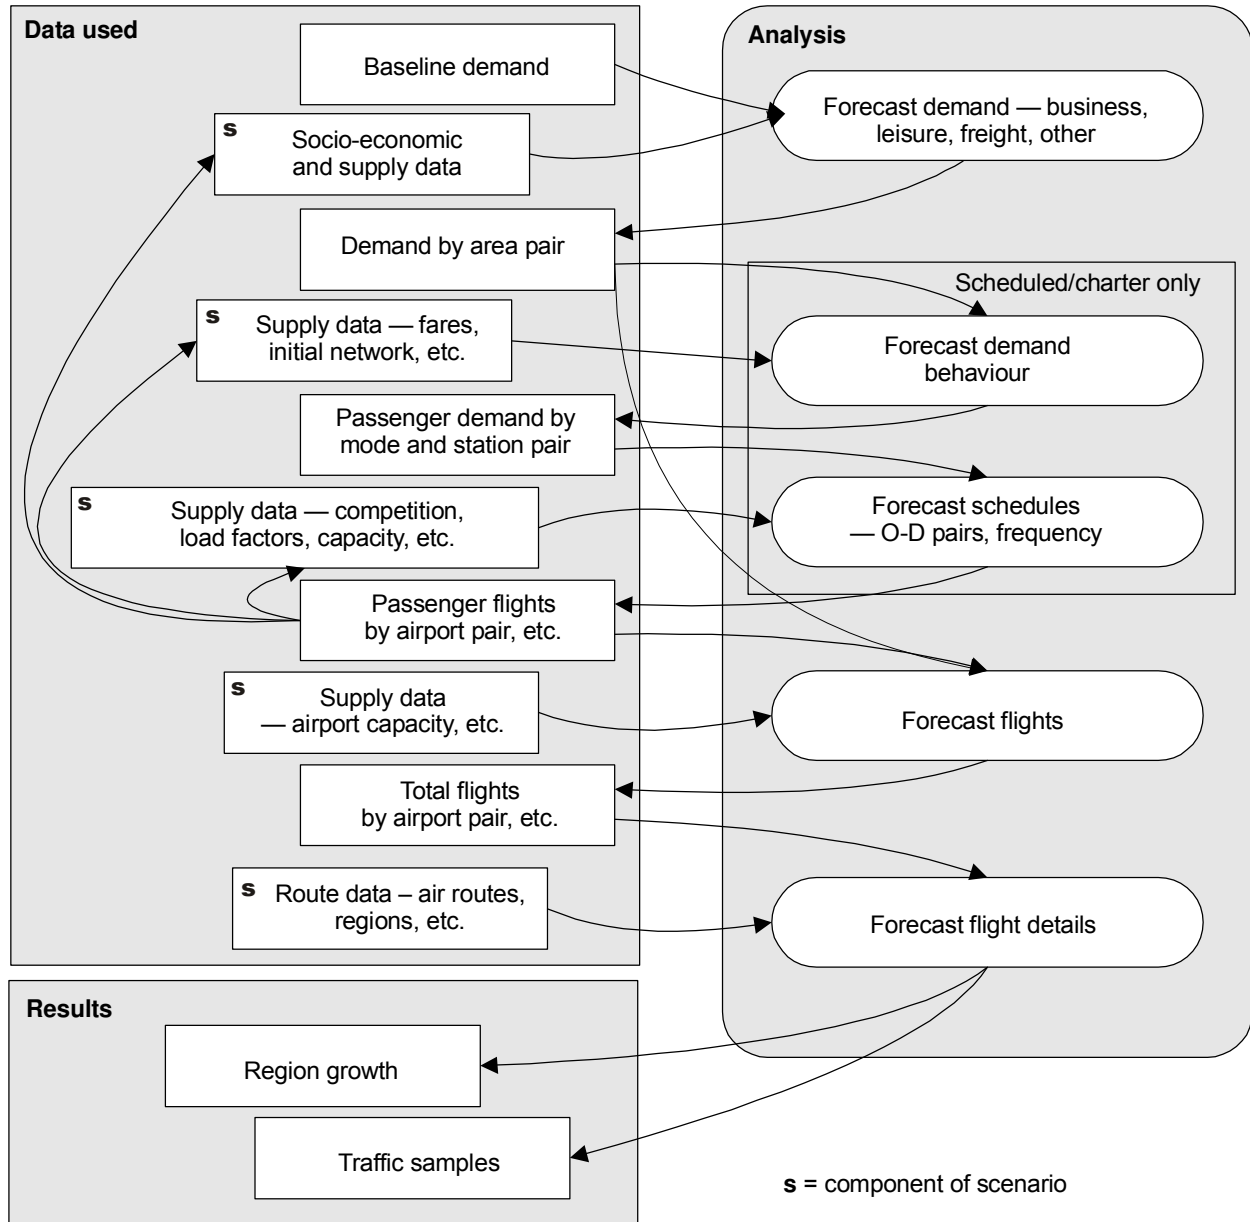 Data used
Baseline demand
s
Socio-economic
and supply data
Demand by area pair
s
Supply data — fares,
initial network, etc.
Passenger demand by
mode and station pair
s
Supply data — competition,
load factors, capacity, etc.
Passenger flights
by airport pair, etc.
s
Supply data
— airport capacity, etc.
Total flights
by airport pair, etc.
s
Route data – air routes,
regions, etc.
Analysis
Forecast demand — business,
leisure, freight, other
Scheduled/charter only
Forecast demand
behaviour
Forecast schedules
— O-D pairs, frequency
Forecast flights
Forecast flight details
Results
Region growth
Traffic samples
s = component of scenario